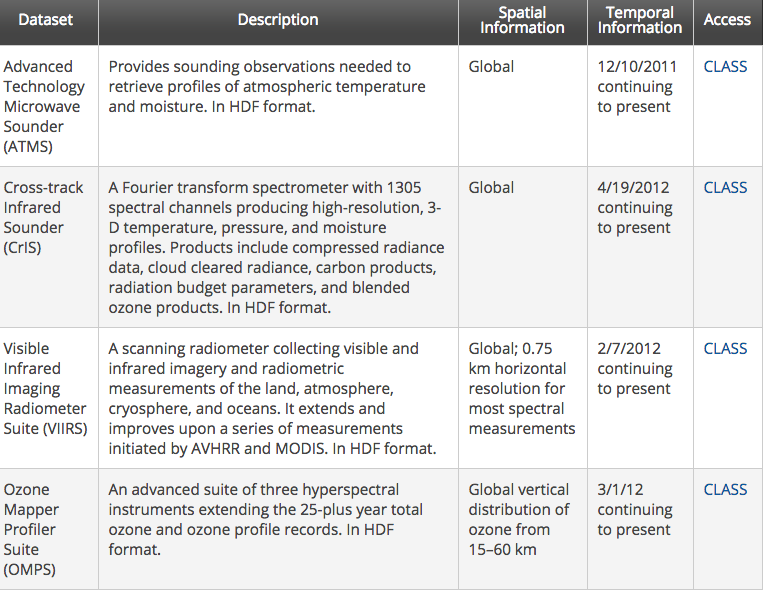 Dataset
Description
Spatial
Information
Temporal
Information
Access
Advanced
Technology
Microwave
Sounder
(ATMS)
Provides sounding observations needed to
retrieve profiles of atmospheric temperature
and moisture. In HDF format.
Global
12/10/2011
continuing
to present
CLASS
Cross-track
Infrared
Sounder
(CrIS)
A Fourier transform spectrometer with 1305
spectral channels producing high-resolution, 3-
D temperature, pressure, and moisture
profiles. Products include compressed radiance
data, cloud cleared radiance, carbon products,
radiation budget parameters, and blended
ozone products. In HDF format.
Global
4/19/2012
continuing
to present
CLASS
Visible
Infrared
Imaging
Radiometer
Suite (VIIRS)
A scanning radiometer collecting visible and
infrared imagery and radiometric
measurements of the land, atmosphere,
cryosphere, and oceans. It extends and
improves upon a series of measurements
initiated by AVHRR and MODIS. In HDF format.
Global; 0.75
km horizontal
resolution for
most spectral
measurements
2/7/2012
continuing
to present
CLASS
Ozone
Mapper
Profiler
Suite
(OMPS)
An advanced suite of three hyperspectral
instruments extending the 25-plus year total
ozone and ozone profile records. In HDF
format.
Global vertical
distribution of
ozone from
15–60 km
3/1/12
continuing
to present
CLASS